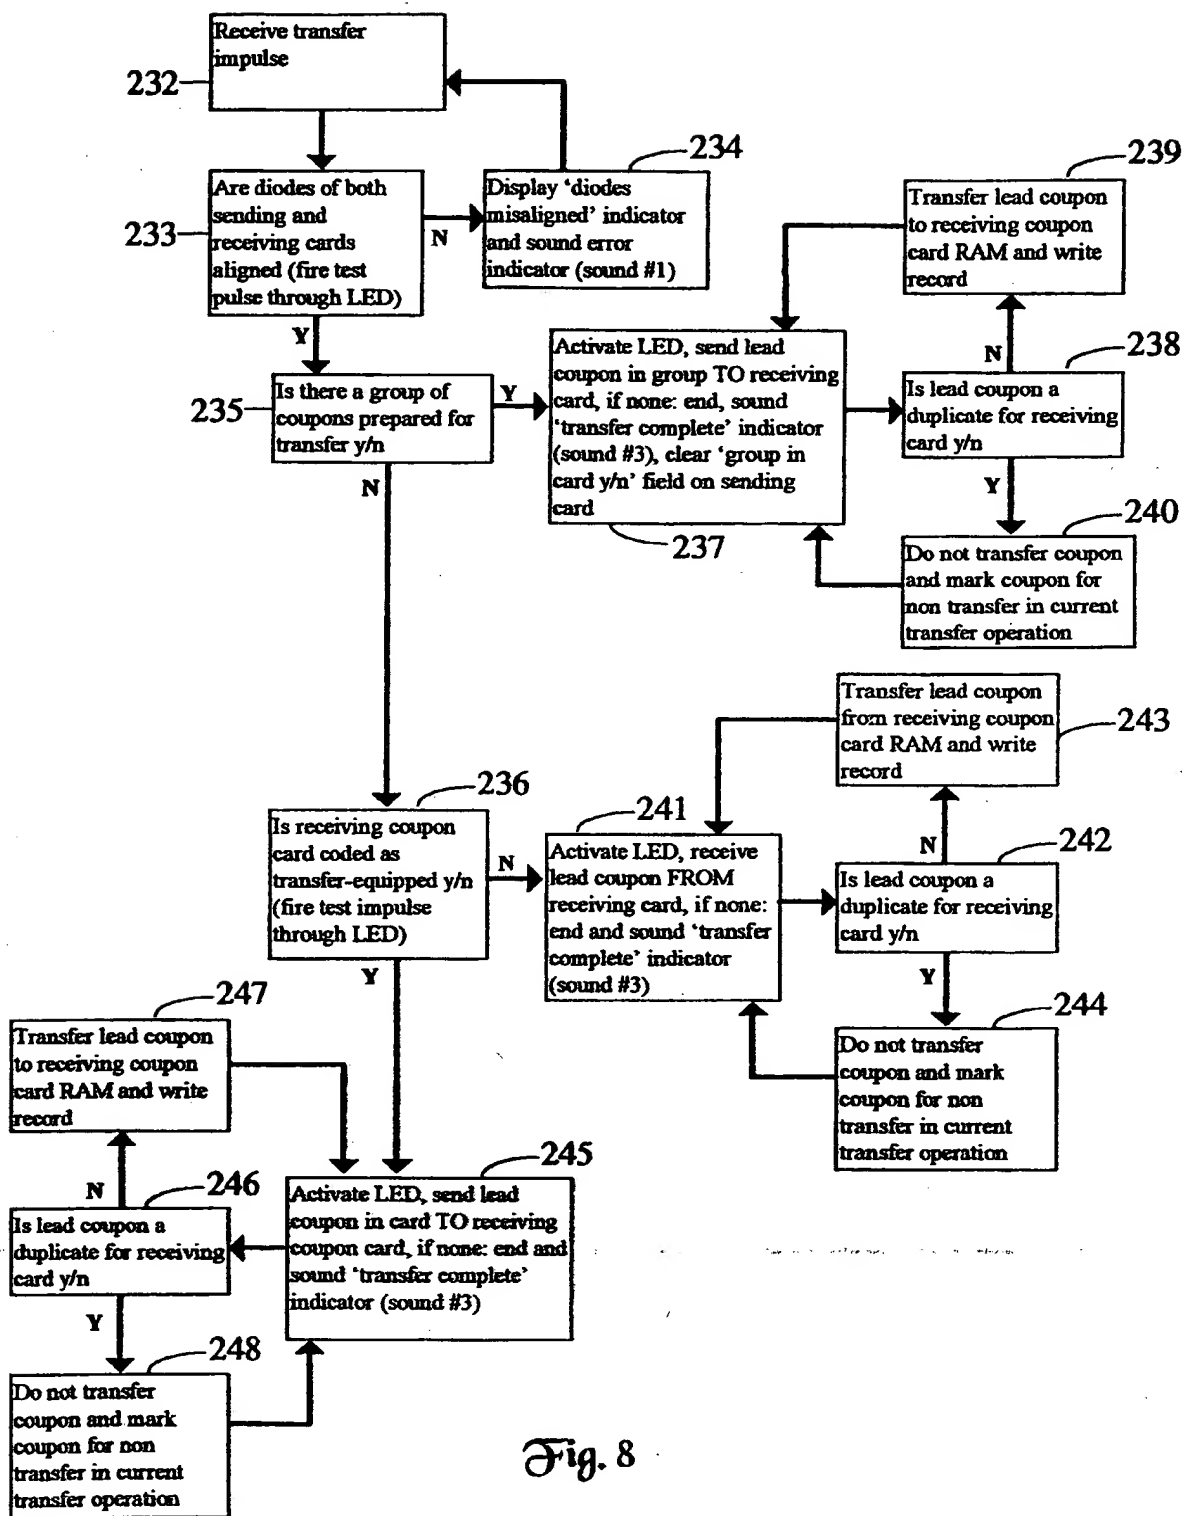 Receive transfer
impulse
232
Are diodes of both
sending and
receiving cards
aligned (fire test
pulse through LED)
233
N
Display ‘diodes
misaligned’ indicator
and sound error
indicator (sound #1)
234
Y
Is there a group of
coupons prepared for
transfer y/n
235
Y
N
Activate LED, send lead
coupon in group TO receiving
card, if none: end, sound
‘transfer complete’ indicator
(sound #3), clear ‘group in
card y/n’ field on sending
card
237
239
Transfer lead coupon
to receiving coupon
card RAM and write
record
N
238
Is lead coupon a
duplicate for receiving
card y/n
Y
240
Do not transfer coupon
and mark coupon for
non transfer in current
transfer operation
236
Is receiving coupon
card coded as
transfer-equipped y/n
(fire test impulse
through LED)
N
Y
241
Activate LED, receive
lead coupon FROM
receiving card, if none:
end and sound ‘transfer
complete’ indicator
(sound #3)
Transfer lead coupon
from receiving coupon
card RAM and write
record
243
N
242
Is lead coupon a
duplicate for receiving
card y/n
Y
244
Do not transfer
coupon and mark
coupon for non
transfer in current
transfer operation
247
Transfer lead coupon
to receiving coupon
card RAM and write
record
N
246
Is lead coupon a
duplicate for receiving
card y/n
Y
245
Activate LED, send lead
coupon in card TO receiving
coupon card, if none: end and
sound ‘transfer complete’
indicator (sound #3)
248
Do not transfer
coupon and mark
coupon for non
transfer in current
transfer operation
Fig. 8